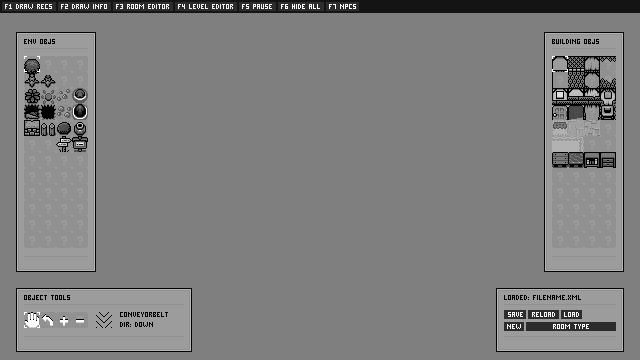 F1 DRAW RECS F2 DRAW INFO F3 ROOM EDITOR F4 LEVEL EDITOR F5 PAUSE F6 HIDE ALL F7 NPCS
ENV OBJS
BUILDING OBJS
OBJECT TOOLS
CONVEYORBELT
DIR: DOWN
LOADED: FILENAME.XML
SAVE RELOAD LOAD
NEW ROOM TYPE